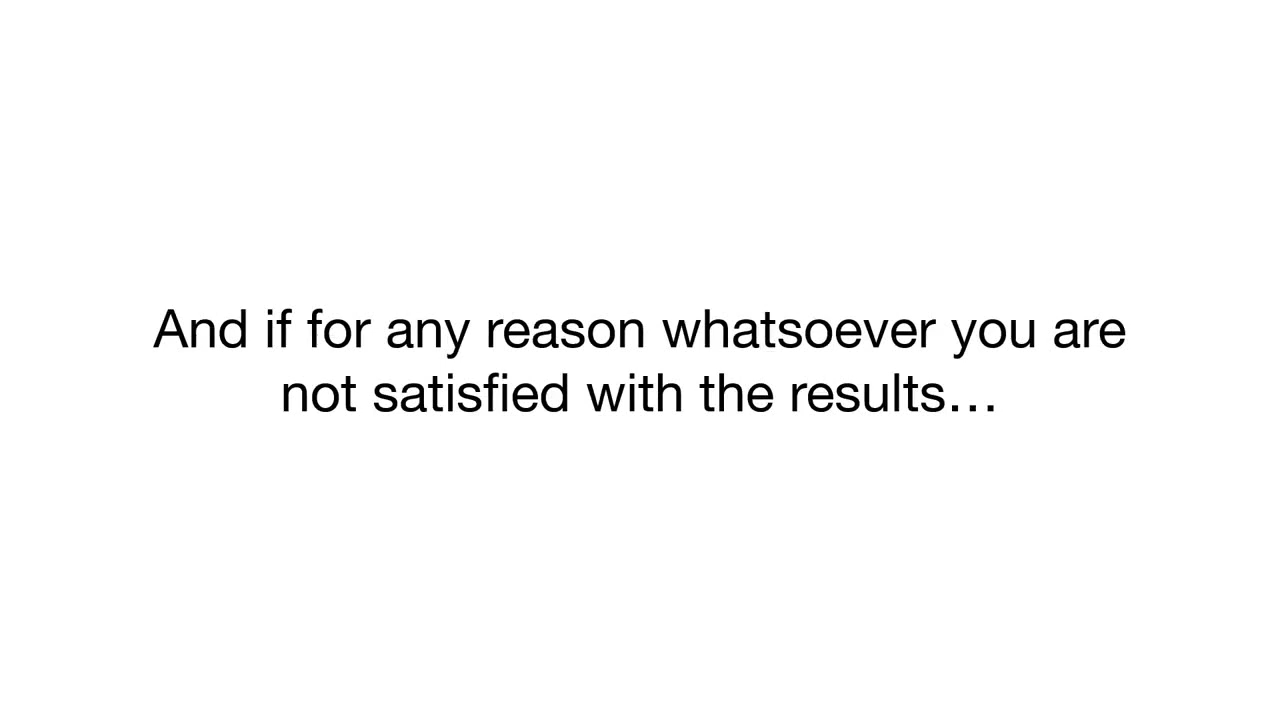 And if for any reason whatsoever you are
not satisfied with the results…